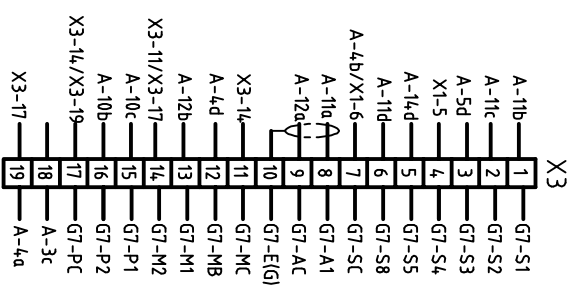 X3
A-11b 1 G7-S1
A-11c 2 G7-S2
A-5d 3 G7-S3
X1-5 4 G7-S4
A-14d 5 G7-S5
A-11d 6 G7-S8
A-4b/X1-6 7 G7-SC
A-11a 8 G7-A1
A-12a 9 G7-AC
10 G7-E(G)
X3-14 11 G7-MC
A-4d 12 G7-MB
A-12b 13 G7-M1
X3-11/X3-17 14 G7-M2
A-10c 15 G7-P1
A-10b 16 G7-P2
X3-14/X3-19 17 G7-PC
18 A-3c
X3-17 19 A-4a